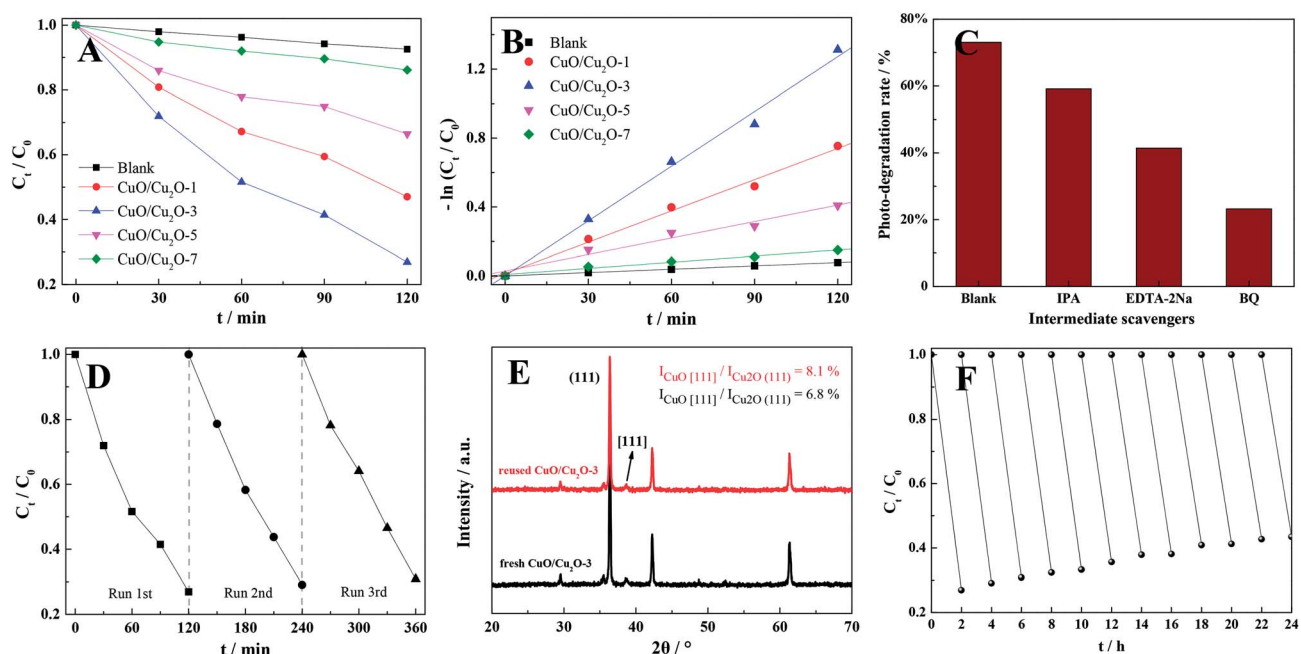 A
1.0
0.8
0.6
0.4
0.2
Ct / C0
0
30
60
90
120
t / min
Blank
CuO/Cu2O-1
CuO/Cu2O-3
CuO/Cu2O-5
CuO/Cu2O-7
B
1.2
0.8
0.4
0.0
- ln (Ct / C0)
0
30
60
90
120
t / min
Blank
CuO/Cu2O-1
CuO/Cu2O-3
CuO/Cu2O-5
CuO/Cu2O-7
C
80%
60%
40%
20%
0%
Photo-degradation rate / %
Blank
IPA
EDTA-2Na
BQ
Intermediate scavengers
D
1.0
0.8
0.6
0.4
0.2
Ct / C0
Run 1st
Run 2nd
Run 3rd
0
60
120
180
240
300
360
t / min
E
(111)
[111]
ICuO [111] / ICu2O (111) = 8.1 %
ICuO [111] / ICu2O (111) = 6.8 %
reused CuO/Cu2O-3
fresh CuO/Cu2O-3
Intensity / a.u.
20
30
40
50
60
70
2θ / °
F
1.0
0.8
0.6
0.4
0.2
Ct / C0
0
2
4
6
8
10
12
14
16
18
20
22
24
t / h